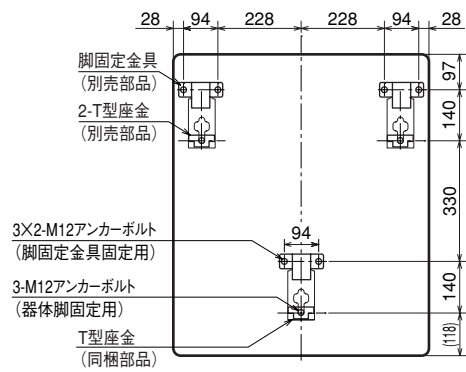 28 94 228 228 94 28
脚固定金具
(別売部品)
2-T型座金
(別売部品)
97
140
330
3×2-M12アンカーボルト
(脚固定金具固定用)
94
3-M12アンカーボルト
(器体脚固定用)
140
T型座金
(同梱部品)
(118)